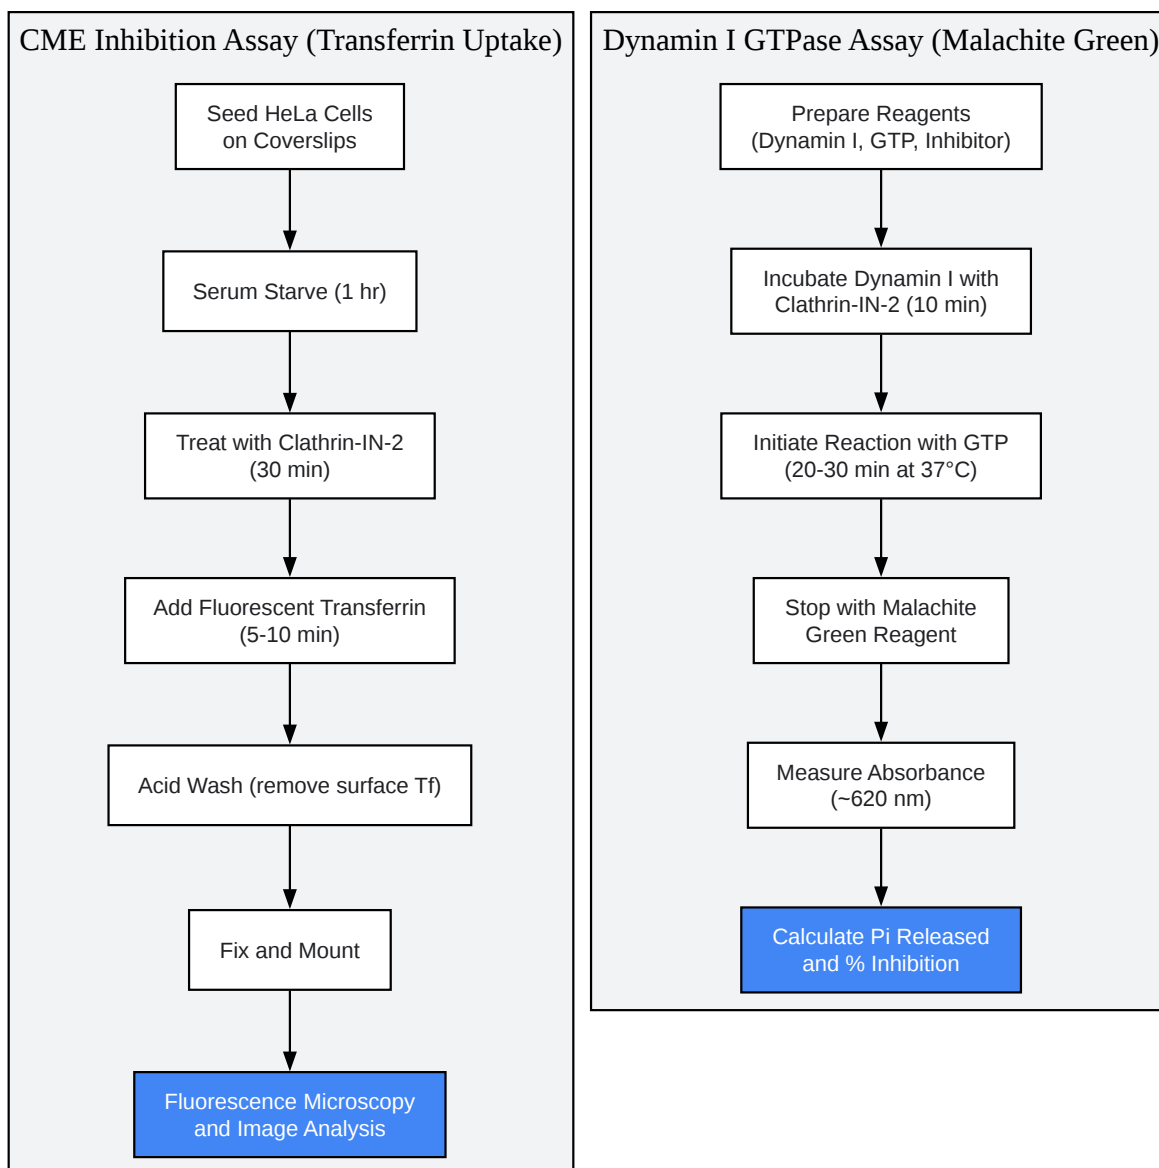 CME Inhibition Assay (Transferrin Uptake)
Seed HeLa Cells
on Coverslips
Serum Starve (1 hr)
Treat with Clathrin-IN-2
(30 min)
Add Fluorescent Transferrin
(5-10 min)
Acid Wash (remove surface Tf)
Fix and Mount
Fluorescence Microscopy
and Image Analysis
Dynamin I GTPase Assay (Malachite Green)
Prepare Reagents
(Dynamin I, GTP, Inhibitor)
Incubate Dynamin I with
Clathrin-IN-2 (10 min)
Initiate Reaction with GTP
(20-30 min at 37°C)
Stop with Malachite
Green Reagent
Measure Absorbance
(~620 nm)
Calculate Pi Released
and % Inhibition